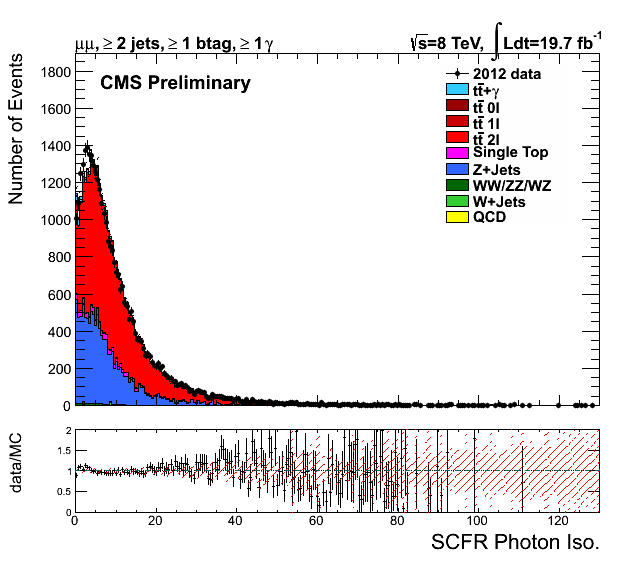 μμ, ≥ 2 jets, ≥ 1 btag, ≥ 1γ
√s=8 TeV, ∫ Ldt=19.7 fb⁻¹
CMS Preliminary
2012 data
tt̅+γ
tt̅ 0l
tt̅ 1l
tt̅ 2l
Single Top
Z+Jets
WW/ZZ/WZ
W+Jets
QCD
Number of Events
1800
1600
1400
1200
1000
800
600
400
200
0
data/MC
2
1.5
1
0.5
0
0 20 40 60 80 100 120
SCFR Photon Iso.